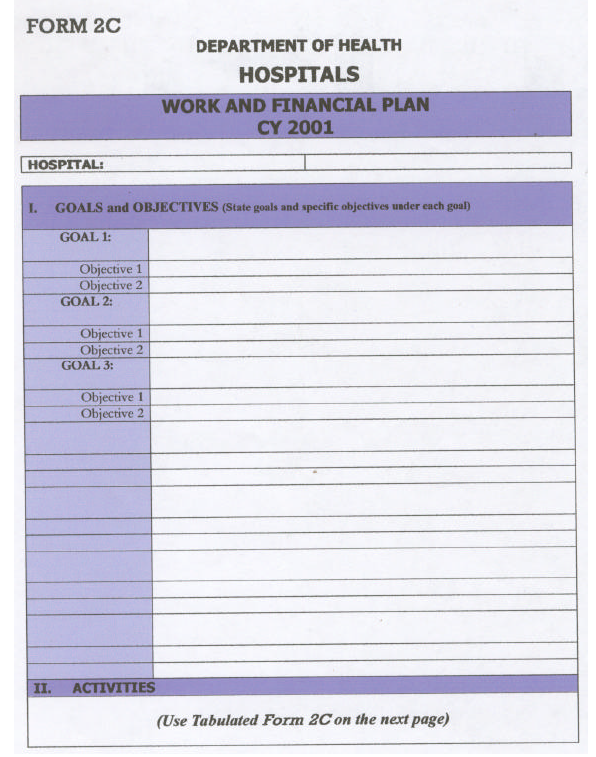 FORM 2C
DEPARTMENT OF HEALTH
HOSPITALS
WORK AND FINANCIAL PLAN
CY 2001
HOSPITAL:
I. GOALS and OBJECTIVES (State goals and specific objectives under each goal)
GOAL 1:
Objective 1
Objective 2
GOAL 2:
Objective 1
Objective 2
GOAL 3:
Objective 1
Objective 2
II. ACTIVITIES
(Use Tabulated Form 2C on the next page)